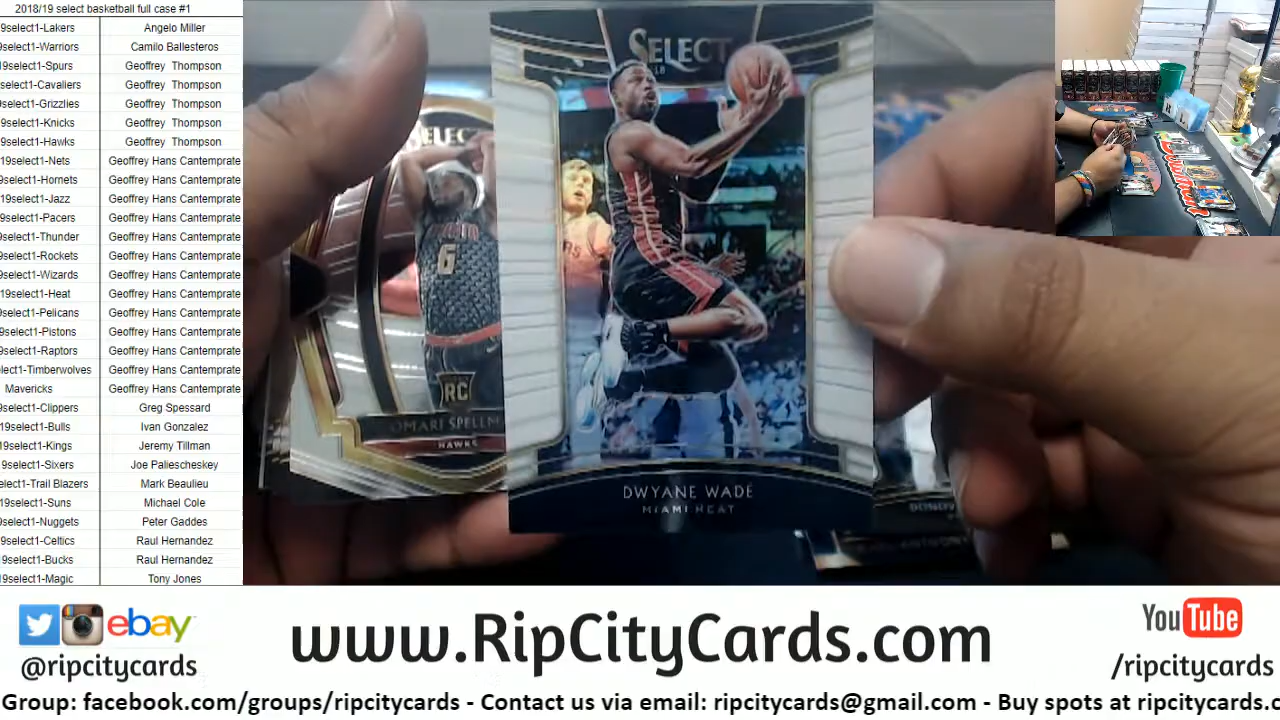 2018/19 select basketball full case #1
9select1-Lakers Angelo Miller
9select1-Warriors Camilo Ballesteros
19select1-Spurs Geoffrey Thompson
select1-Cavaliers Geoffrey Thompson
9select1-Grizzlies Geoffrey Thompson
9select1-Knicks Geoffrey Thompson
9select1-Hawks Geoffrey Thompson
19select1-Nets Geoffrey Hans Cantemprate
9select1-Hornets Geoffrey Hans Cantemprate
19select1-Jazz Geoffrey Hans Cantemprate
9select1-Pacers Geoffrey Hans Cantemprate
9select1-Thunder Geoffrey Hans Cantemprate
9select1-Rockets Geoffrey Hans Cantemprate
9select1-Wizards Geoffrey Hans Cantemprate
19select1-Heat Geoffrey Hans Cantemprate
9select1-Pelicans Geoffrey Hans Cantemprate
9select1-Pistons Geoffrey Hans Cantemprate
9select1-Raptors Geoffrey Hans Cantemprate
lect1-Timberwolves Geoffrey Hans Cantemprate
Mavericks Geoffrey Hans Cantemprate
9select1-Clippers Greg Spessard
19select1-Bulls Ivan Gonzalez
19select1-Kings Jeremy Tillman
9select1-Sixers Joe Paliescheskey
ect1-Trail Blazers Mark Beaulieu
19select1-Suns Michael Cole
9select1-Nuggets Peter Gaddes
9select1-Celtics Raul Hernandez
9select1-Bucks Raul Hernandez
19select1-Magic Tony Jones
SELECT
18
DWYANE WADE
MIAMI HEAT
SELEC
6
RC
OMARI SPELLM
HAWKS
DONOV
ANTHONY
ebay
@ripcitycards
www.RipCityCards.com
YouTube
/ripcitycards
Group: facebook.com/groups/ripcitycards - Contact us via email: ripcitycards@gmail.com - Buy spots at ripcitycards.c